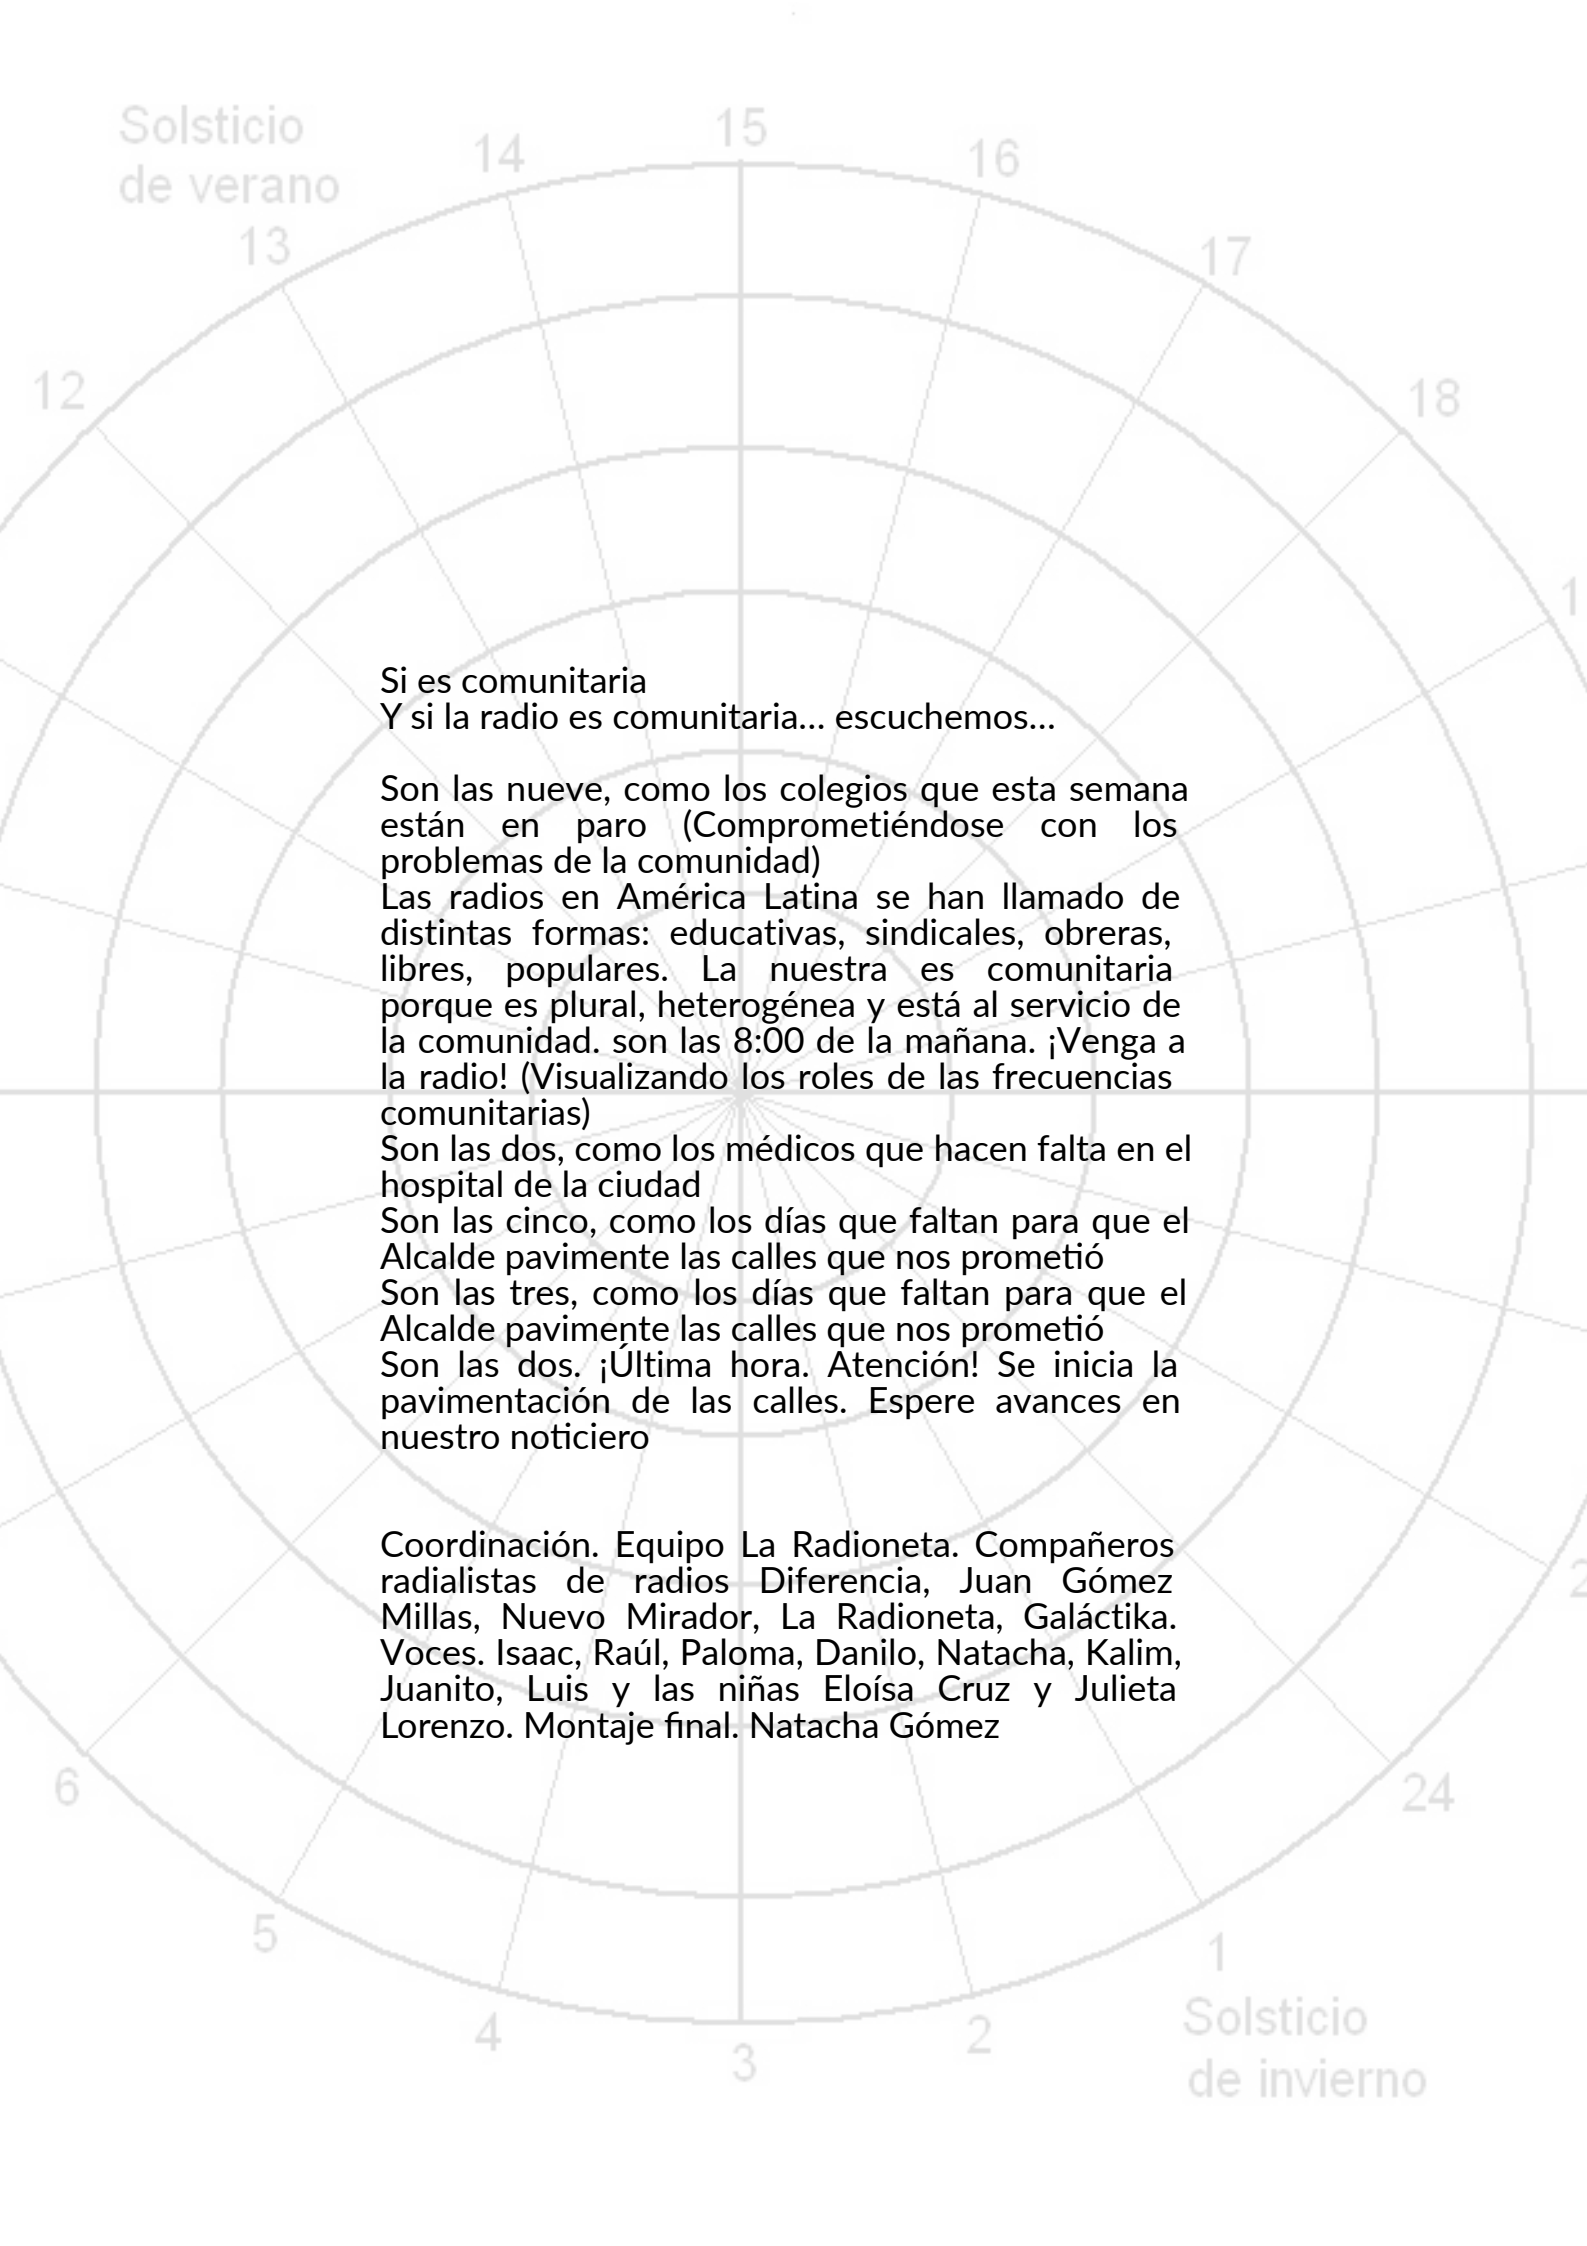 Solsticio
de verano
13
14
15
16
17
12
18
1
Si es comunitaria
Y si la radio es comunitaria… escuchemos…
Son las nueve, como los colegios que esta semana
están en paro (Comprometiéndose con los
problemas de la comunidad)
Las radios en América Latina se han llamado de
distintas formas: educativas, sindicales, obreras,
libres, populares. La nuestra es comunitaria
porque es plural, heterogénea y está al servicio de
la comunidad. son las 8:00 de la mañana. ¡Venga a
la radio! (Visualizando los roles de las frecuencias
comunitarias)
Son las dos, como los médicos que hacen falta en el
hospital de la ciudad
Son las cinco, como los días que faltan para que el
Alcalde pavimente las calles que nos prometió
Son las tres, como los días que faltan para que el
Alcalde pavimente las calles que nos prometió
Son las dos. ¡Última hora. Atención! Se inicia la
pavimentación de las calles. Espere avances en
nuestro noticiero
Coordinación. Equipo La Radioneta. Compañeros
radialistas de radios Diferencia, Juan Gómez
Millas, Nuevo Mirador, La Radioneta, Galáctika.
Voces. Isaac, Raúl, Paloma, Danilo, Natacha, Kalim,
Juanito, Luis y las niñas Eloísa Cruz y Julieta
Lorenzo. Montaje final. Natacha Gómez
2
6
24
5
1
4
3
2
Solsticio
de invierno